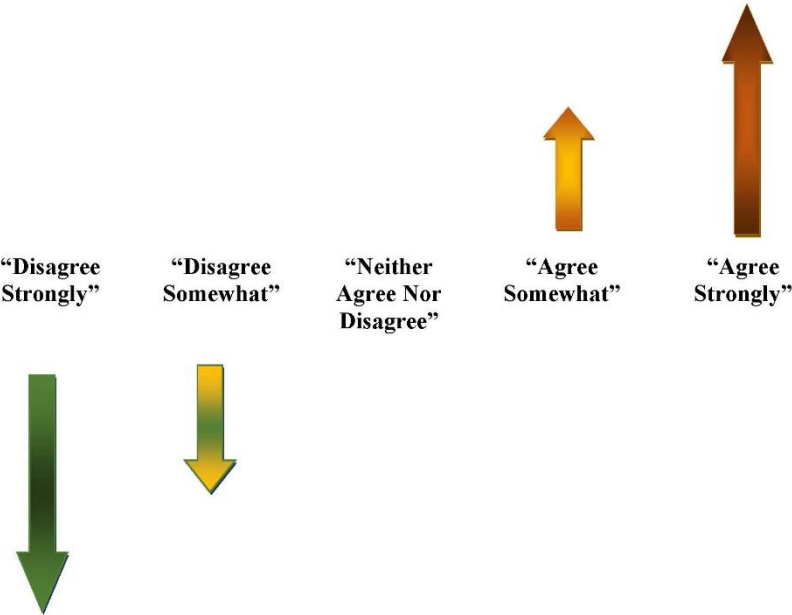 “Disagree Strongly”
“Disagree Somewhat”
“Neither Agree Nor Disagree”
“Agree Somewhat”
“Agree Strongly”